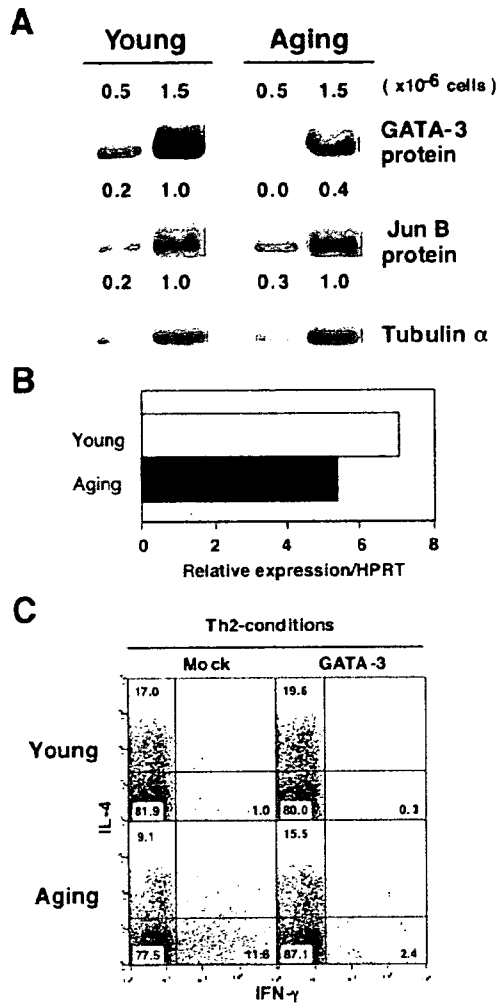 A
Young Aging
0.5 1.5 0.5 1.5 (x10-6 cells)
GATA-3
protein
0.2 1.0 0.0 0.4
Jun B
protein
0.2 1.0 0.3 1.0
Tubulin α
B
Young
Aging
0 2 4 6 8
Relative expression/HPRT
C
Th2-conditions
Mock GATA-3
17.0 19.6
Young
81.9 1.0 80.0 0.3
IL-4
9.1 15.5
Aging
77.5 11.6 87.1 2.4
IFN-γ